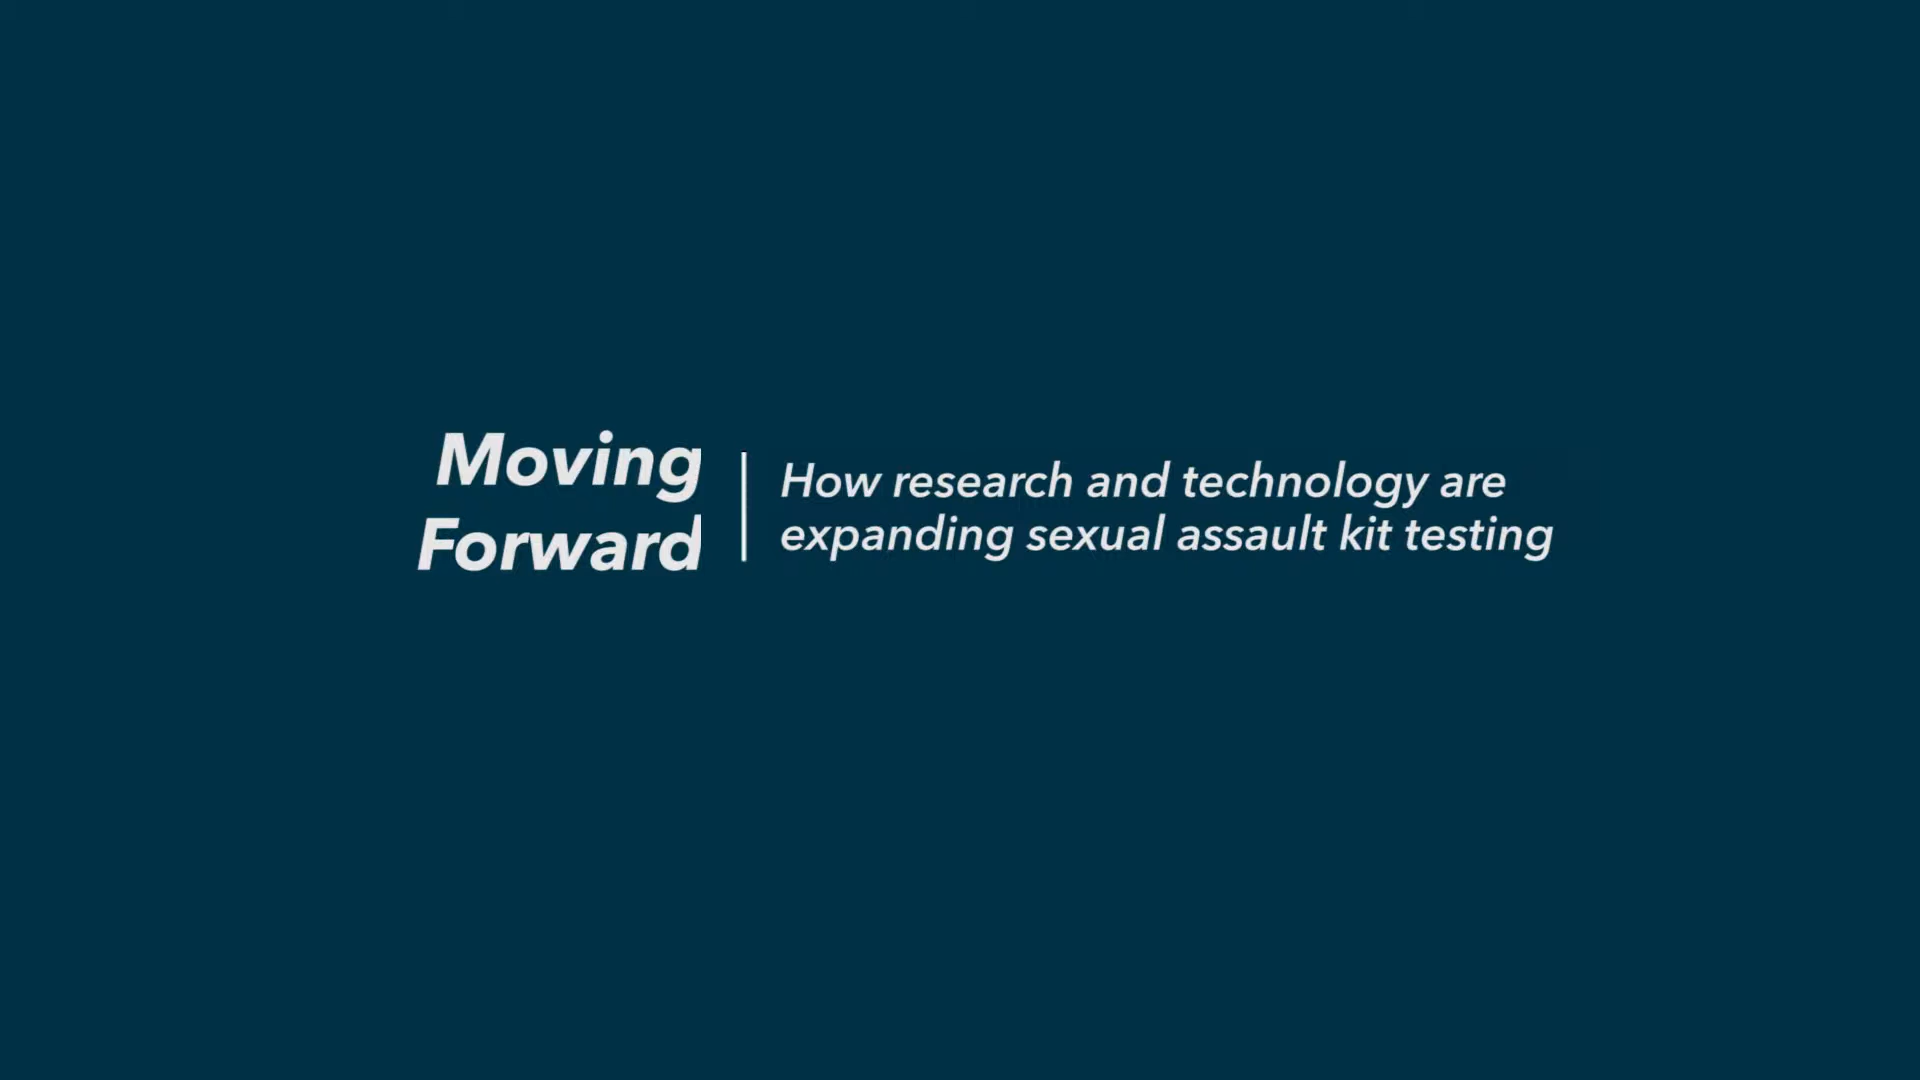 Moving
Forward
How research and technology are
expanding sexual assault kit testing